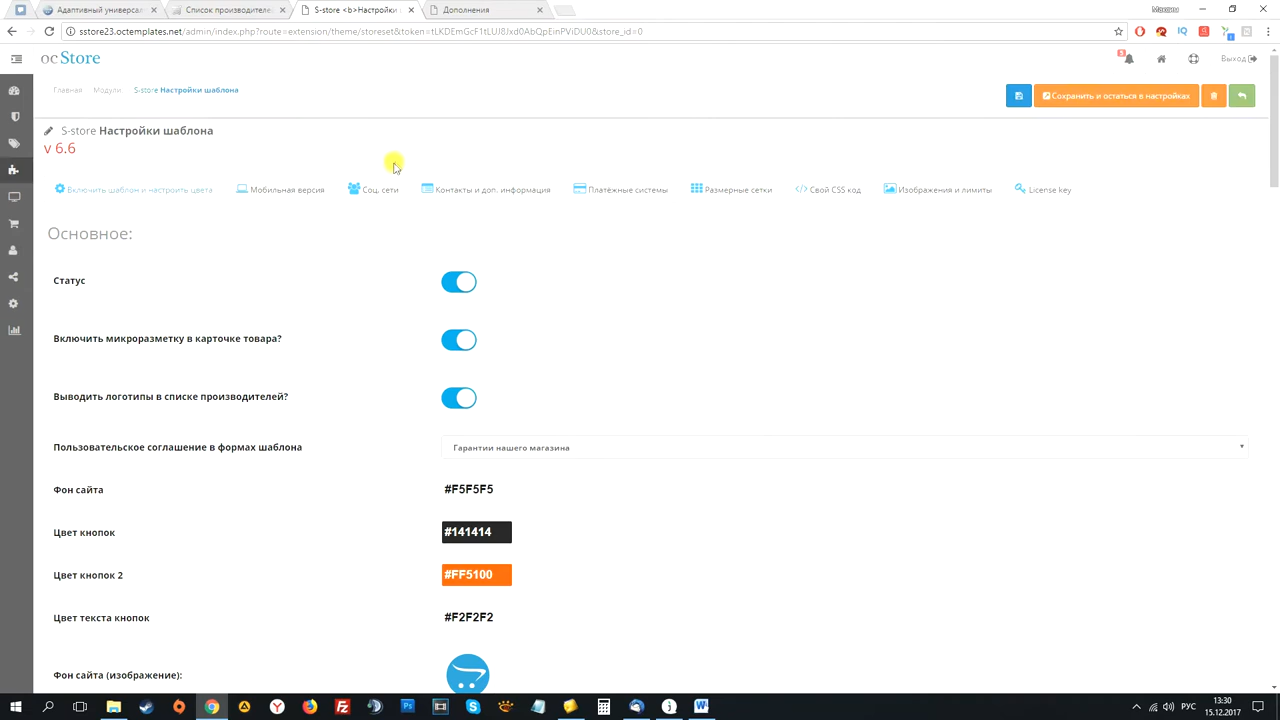 Адаптивный универсал
Список производителе
S-store <b>Настройки
Дополнения
sstore23.octemplates.net/admin/index.php?route=extension/theme/storeset&token=tLKDEmGcF1tLUJ8Jxd0AbQpEinPViDU0&store_id=0
ocStore
5
Выход
Главная Модули S-store Настройки шаблона
Сохранить и остаться в настройках
S-store Настройки шаблона
v 6.6
Включить шаблон и настроить цвета Мобильная версия Соц. сети Контакты и доп. информация Платёжные системы Размерные сетки </> Свой CSS код Изображения и лимиты License key
Основное:
Статус
Включить микроразметку в карточке товара?
Выводить логотипы в списке производителей?
Пользовательское соглашение в формах шаблона Гарантии нашего магазина
Фон сайта #F5F5F5
Цвет кнопок #141414
Цвет кнопок 2 #FF5100
Цвет текста кнопок #F2F2F2
Фон сайта (изображение):
РУС
13:30
15.12.2017